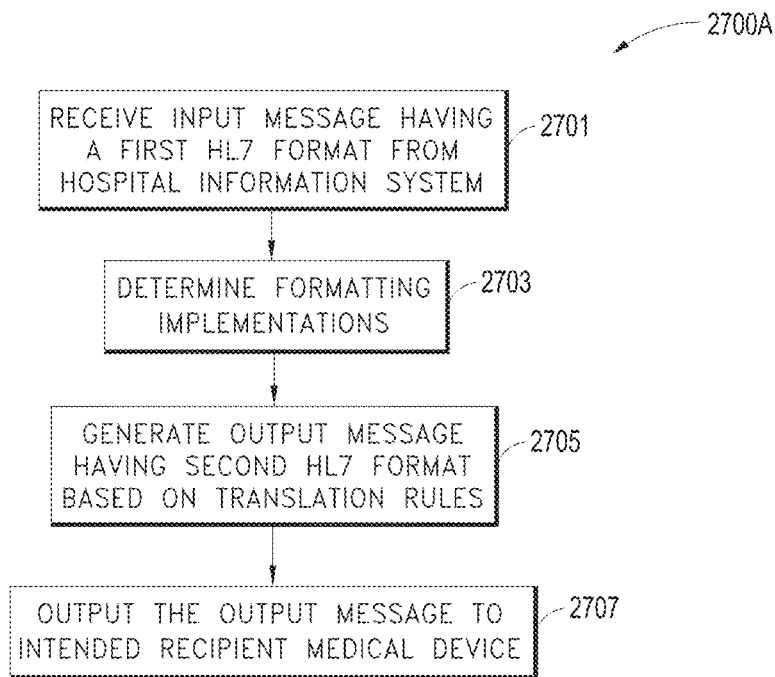 2700A
RECEIVE INPUT MESSAGE HAVING
A FIRST HL7 FORMAT FROM
HOSPITAL INFORMATION SYSTEM
2701
DETERMINE FORMATTING
IMPLEMENTATIONS
2703
GENERATE OUTPUT MESSAGE
HAVING SECOND HL7 FORMAT
BASED ON TRANSLATION RULES
2705
OUTPUT THE OUTPUT MESSAGE TO
INTENDED RECIPIENT MEDICAL DEVICE
2707